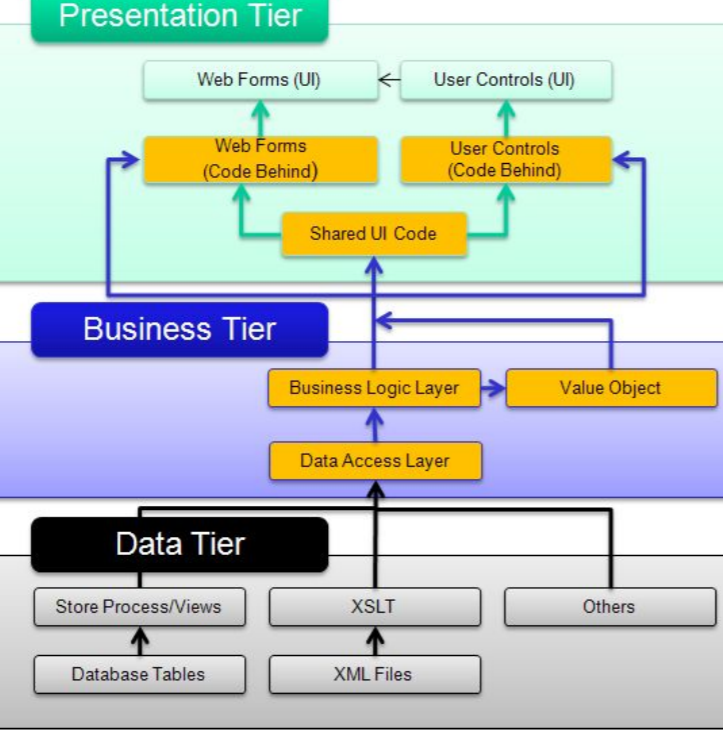 Presentation Tier
Web Forms (UI)
User Controls (UI)
Web Forms
(Code Behind)
User Controls
(Code Behind)
Shared UI Code
Business Tier
Business Logic Layer
Value Object
Data Access Layer
Data Tier
Store Process/Views
XSLT
Others
Database Tables
XML Files